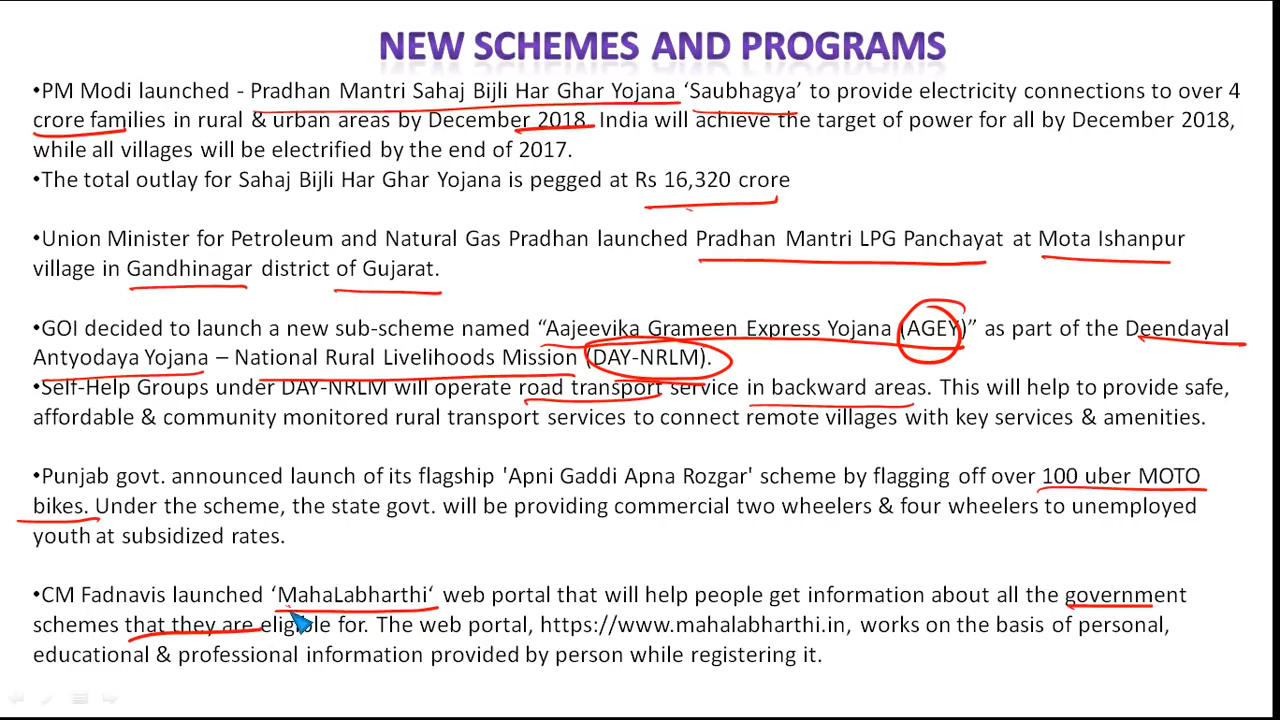 NEW SCHEMES AND PROGRAMS
•PM Modi launched - Pradhan Mantri Sahaj Bijli Har Ghar Yojana ‘Saubhagya’ to provide electricity connections to over 4
crore families in rural & urban areas by December 2018. India will achieve the target of power for all by December 2018,
while all villages will be electrified by the end of 2017.
•The total outlay for Sahaj Bijli Har Ghar Yojana is pegged at Rs 16,320 crore
•Union Minister for Petroleum and Natural Gas Pradhan launched Pradhan Mantri LPG Panchayat at Mota Ishanpur
village in Gandhinagar district of Gujarat.
•GOI decided to launch a new sub-scheme named “Aajeevika Grameen Express Yojana (AGEY)” as part of the Deendayal
Antyodaya Yojana – National Rural Livelihoods Mission (DAY-NRLM).
•Self-Help Groups under DAY-NRLM will operate road transport service in backward areas. This will help to provide safe,
affordable & community monitored rural transport services to connect remote villages with key services & amenities.
•Punjab govt. announced launch of its flagship 'Apni Gaddi Apna Rozgar' scheme by flagging off over 100 uber MOTO
bikes. Under the scheme, the state govt. will be providing commercial two wheelers & four wheelers to unemployed
youth at subsidized rates.
•CM Fadnavis launched ‘MahaLabharthi‘ web portal that will help people get information about all the government
schemes that they are eligible for. The web portal, https://www.mahalabharthi.in, works on the basis of personal,
educational & professional information provided by person while registering it.